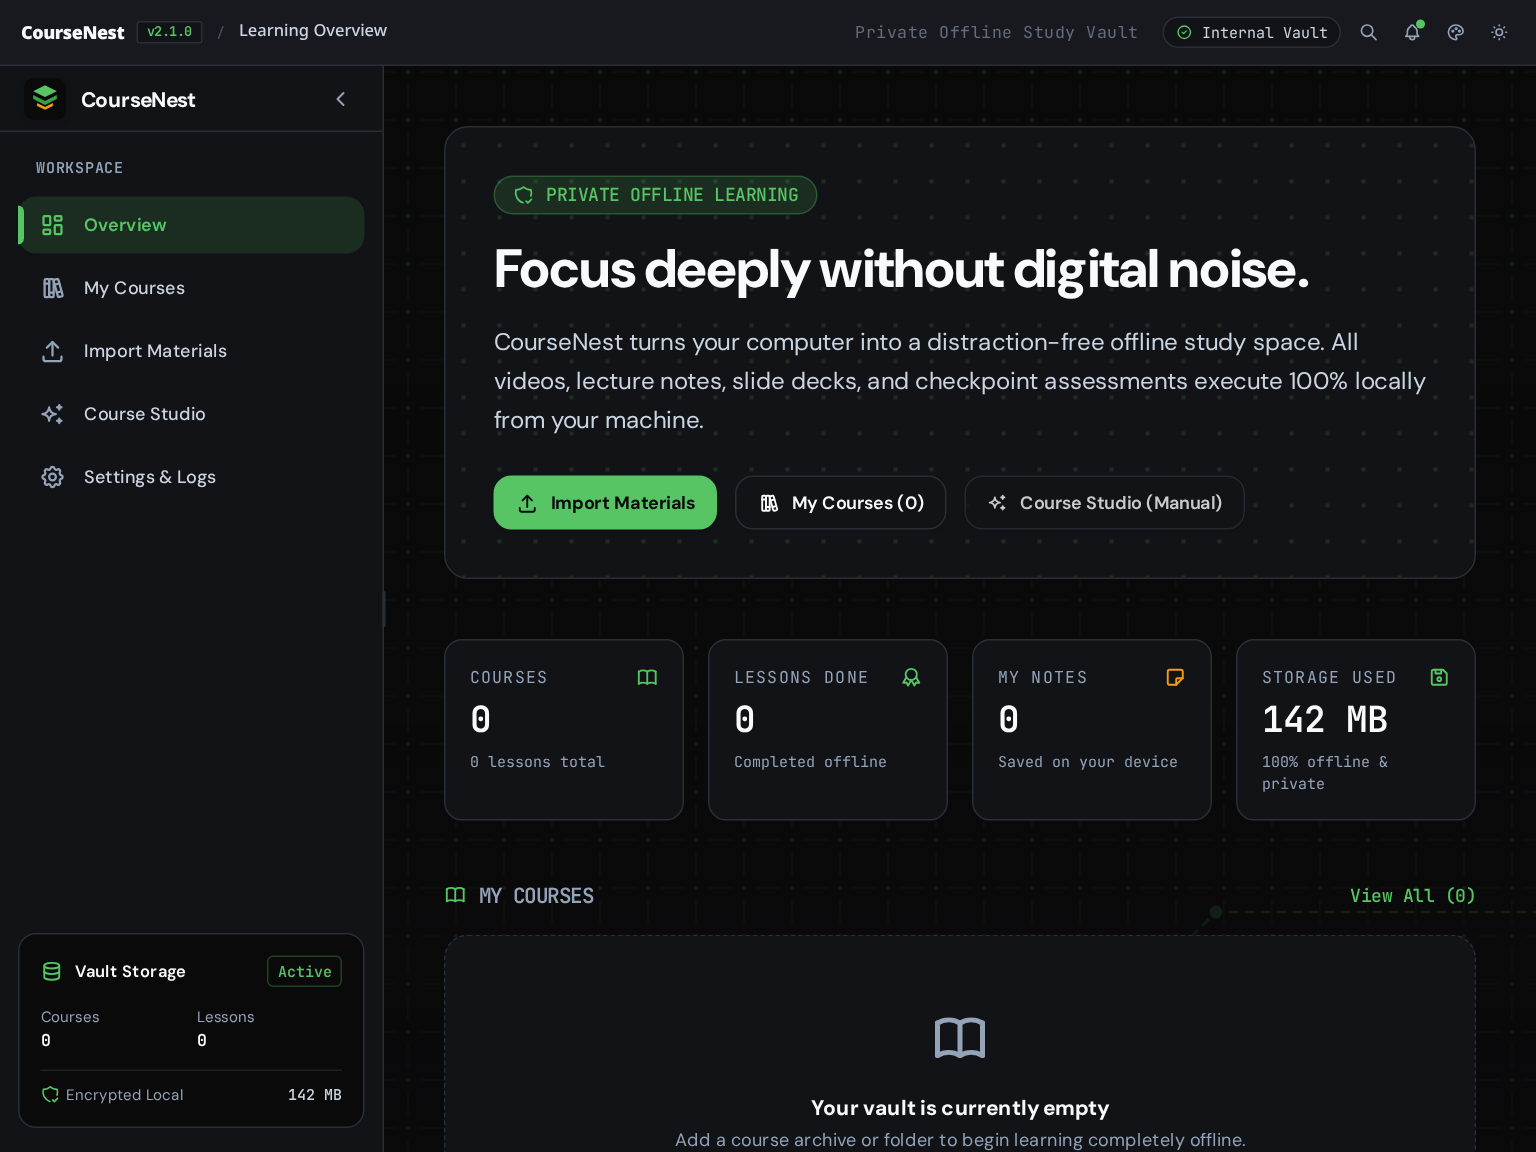 CourseNest v2.1.0 / Learning Overview
Private Offline Study Vault Internal Vault
CourseNest
WORKSPACE
Overview
My Courses
Import Materials
Course Studio
Settings & Logs
Vault Storage Active
Courses Lessons
0 0
Encrypted Local 142 MB
PRIVATE OFFLINE LEARNING
Focus deeply without digital noise.
CourseNest turns your computer into a distraction-free offline study space. All
videos, lecture notes, slide decks, and checkpoint assessments execute 100% locally
from your machine.
Import Materials My Courses (0) Course Studio (Manual)
COURSES
0
0 lessons total
LESSONS DONE
0
Completed offline
MY NOTES
0
Saved on your device
STORAGE USED
142 MB
100% offline &
private
MY COURSES View All (0)
Your vault is currently empty
Add a course archive or folder to begin learning completely offline.